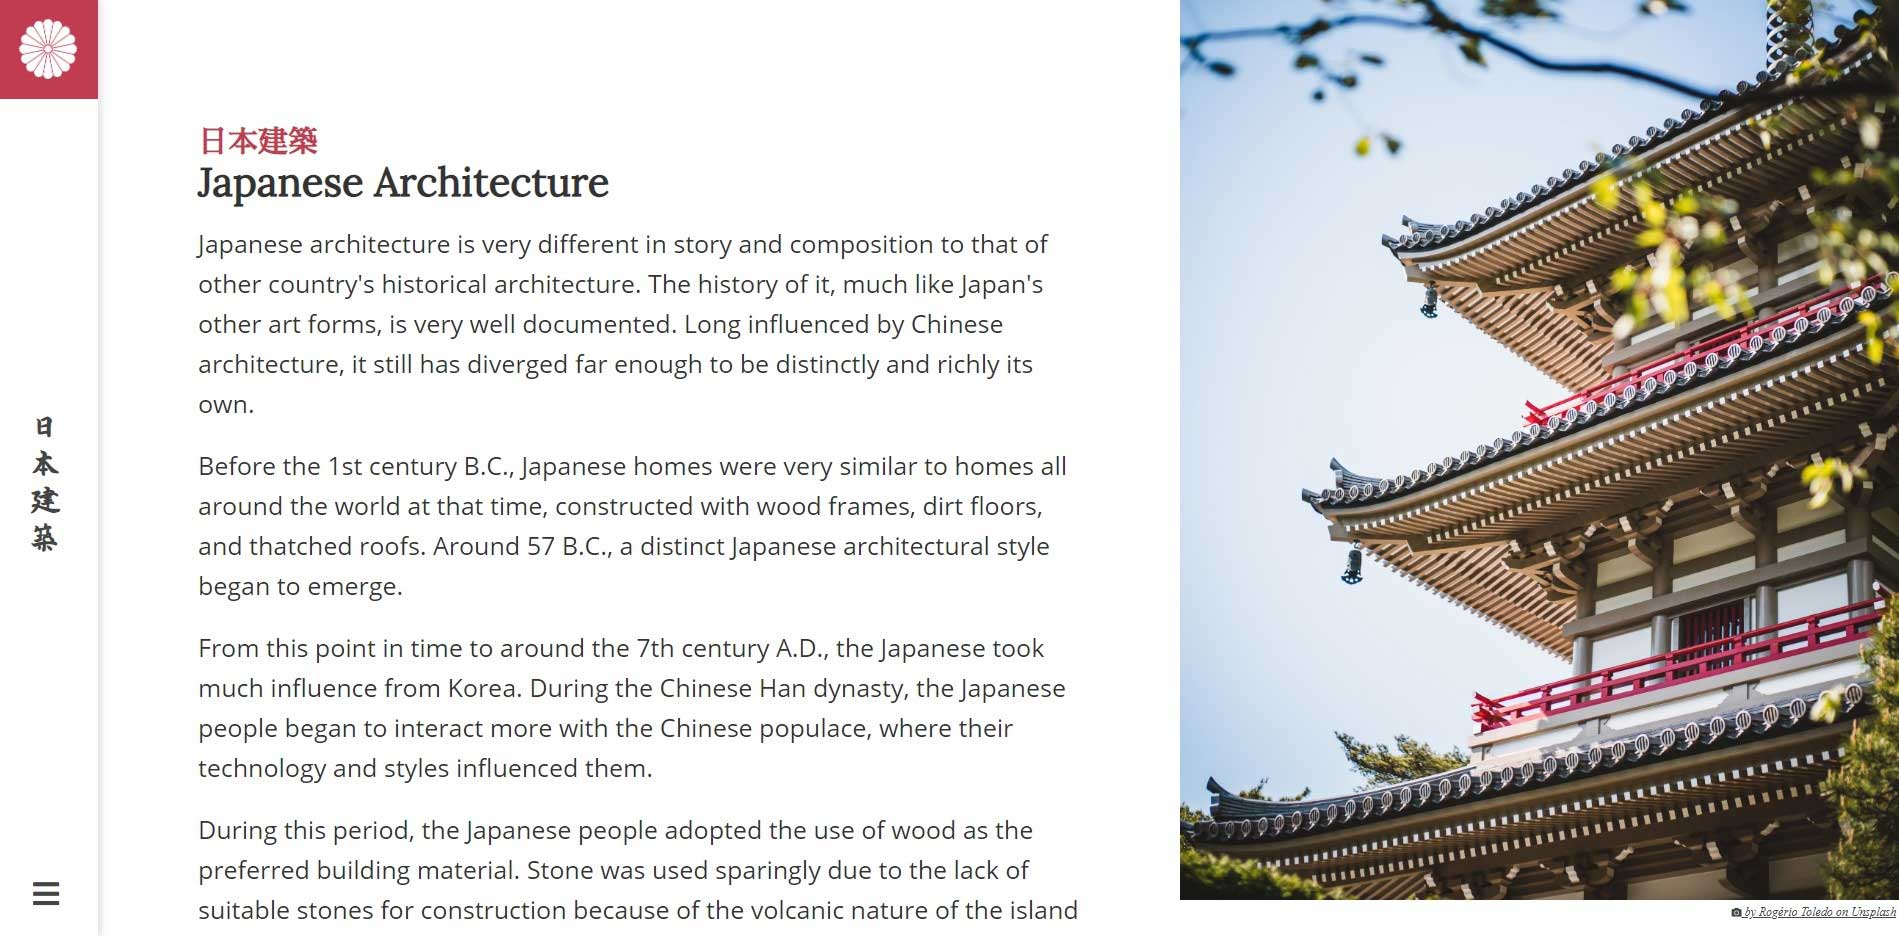 日本建築
日本建築
Japanese Architecture
Japanese architecture is very different in story and composition to that of
other country's historical architecture. The history of it, much like Japan's
other art forms, is very well documented. Long influenced by Chinese
architecture, it still has diverged far enough to be distinctly and richly its
own.
Before the 1st century B.C., Japanese homes were very similar to homes all
around the world at that time, constructed with wood frames, dirt floors,
and thatched roofs. Around 57 B.C., a distinct Japanese architectural style
began to emerge.
From this point in time to around the 7th century A.D., the Japanese took
much influence from Korea. During the Chinese Han dynasty, the Japanese
people began to interact more with the Chinese populace, where their
technology and styles influenced them.
During this period, the Japanese people adopted the use of wood as the
preferred building material. Stone was used sparingly due to the lack of
suitable stones for construction because of the volcanic nature of the island
by Rogério Toledo on Unsplash